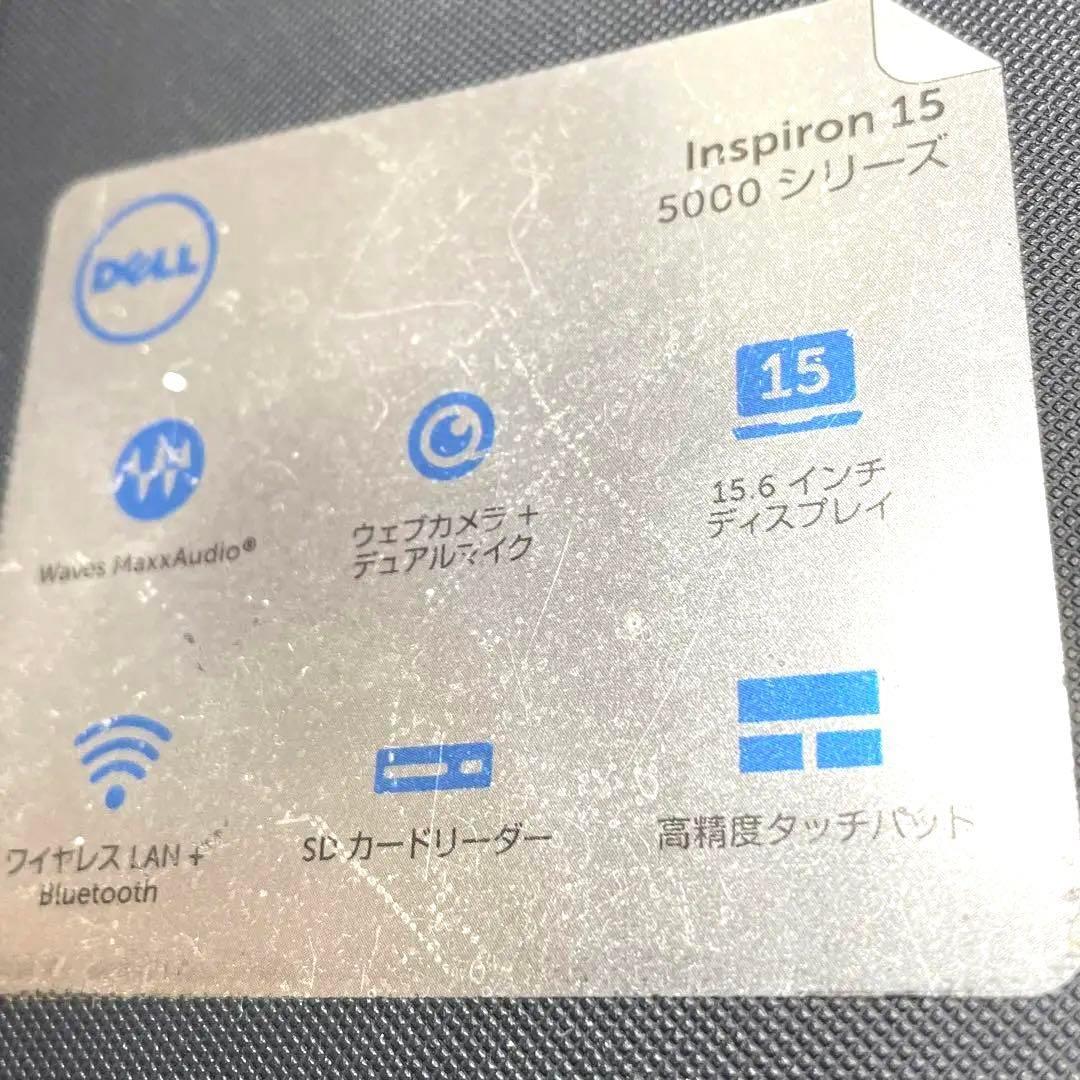 Inspiron 15
5000 シリーズ
DELL
15
Waves MaxxAudio®
ウェブカメラ +
デュアルマイク
15.6 インチ
ディスプレイ
ワイヤレス LAN +
Bluetooth
SD カードリーダー
高精度タッチパット